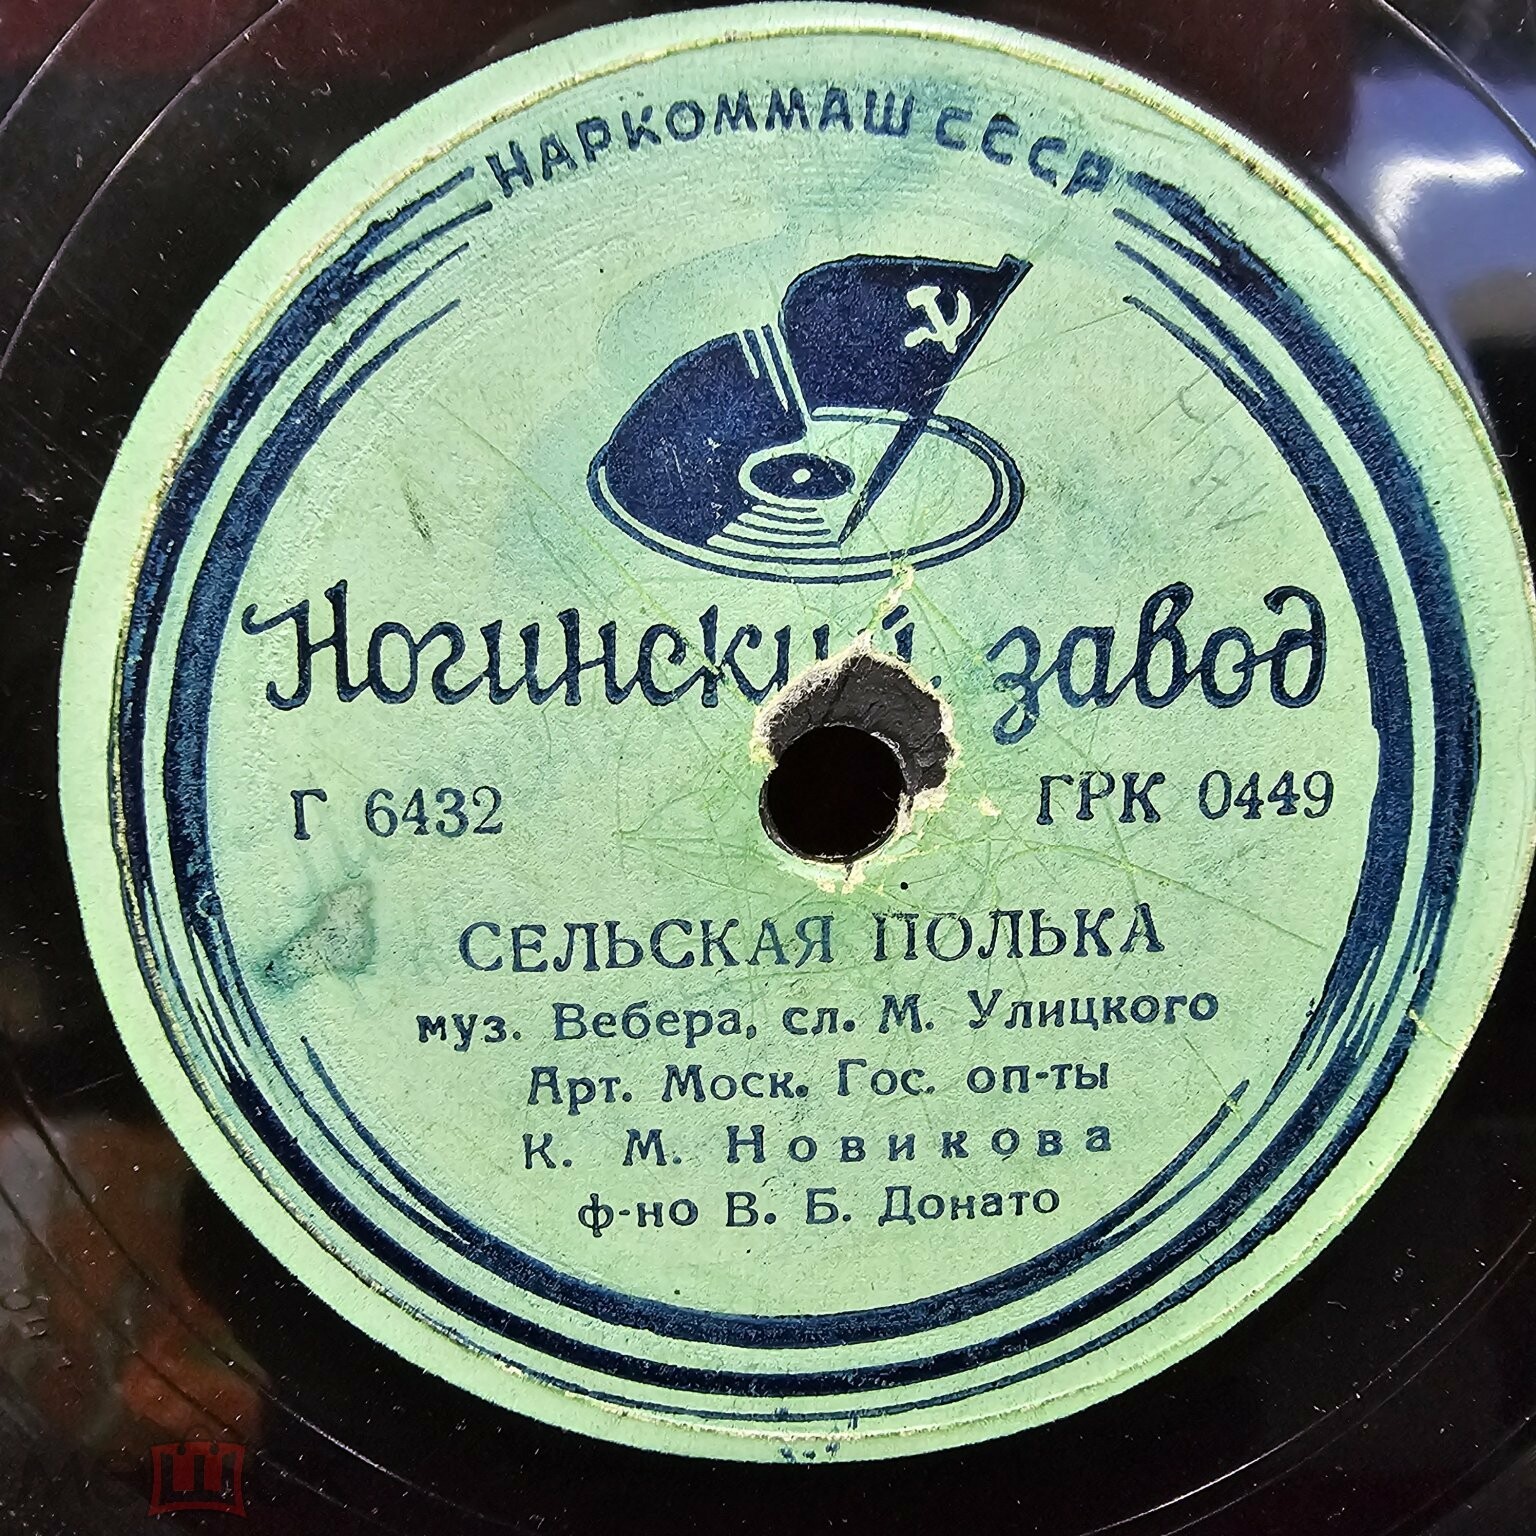 НАРКОММАШ СССР
Ногинский завод
Г 6432 ГРК 0449
СЕЛЬСКАЯ ПОЛЬКА
муз. Вебера, сл. М. Улицкого
Арт. Моск. Гос. оп-ты
К. М. Новикова
ф-но В. Б. Донато